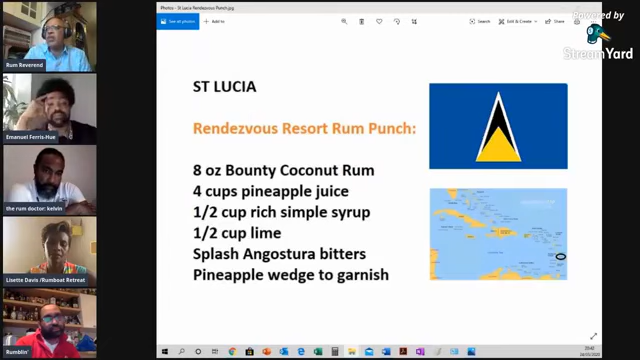 Photos - St Lucia Rendezvous Punch.jpg
See all photos
Add to
Search
Edit & Create
Share
Powered by
StreamYard
Rum Reverend
Emanuel Ferris-Hue
the rum doctor: kelvin
Lisette Davis /Rumboat Retreat
Rumblin'
ST LUCIA
Rendezvous Resort Rum Punch:
8 oz Bounty Coconut Rum
4 cups pineapple juice
1/2 cup rich simple syrup
1/2 cup lime
Splash Angostura bitters
Pineapple wedge to garnish